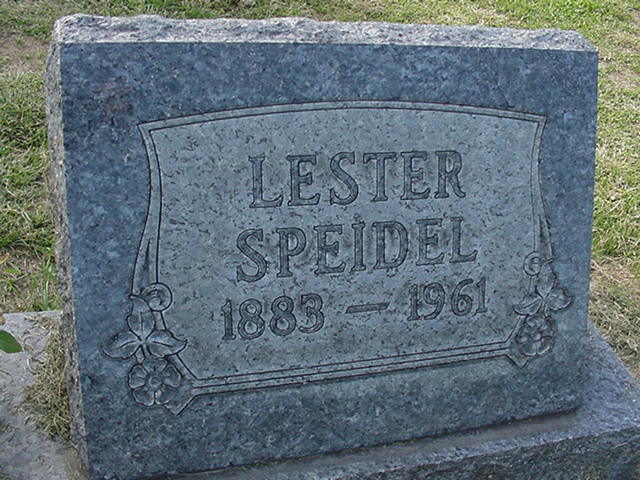 LESTER
SPEIDEL
1883 — 1961